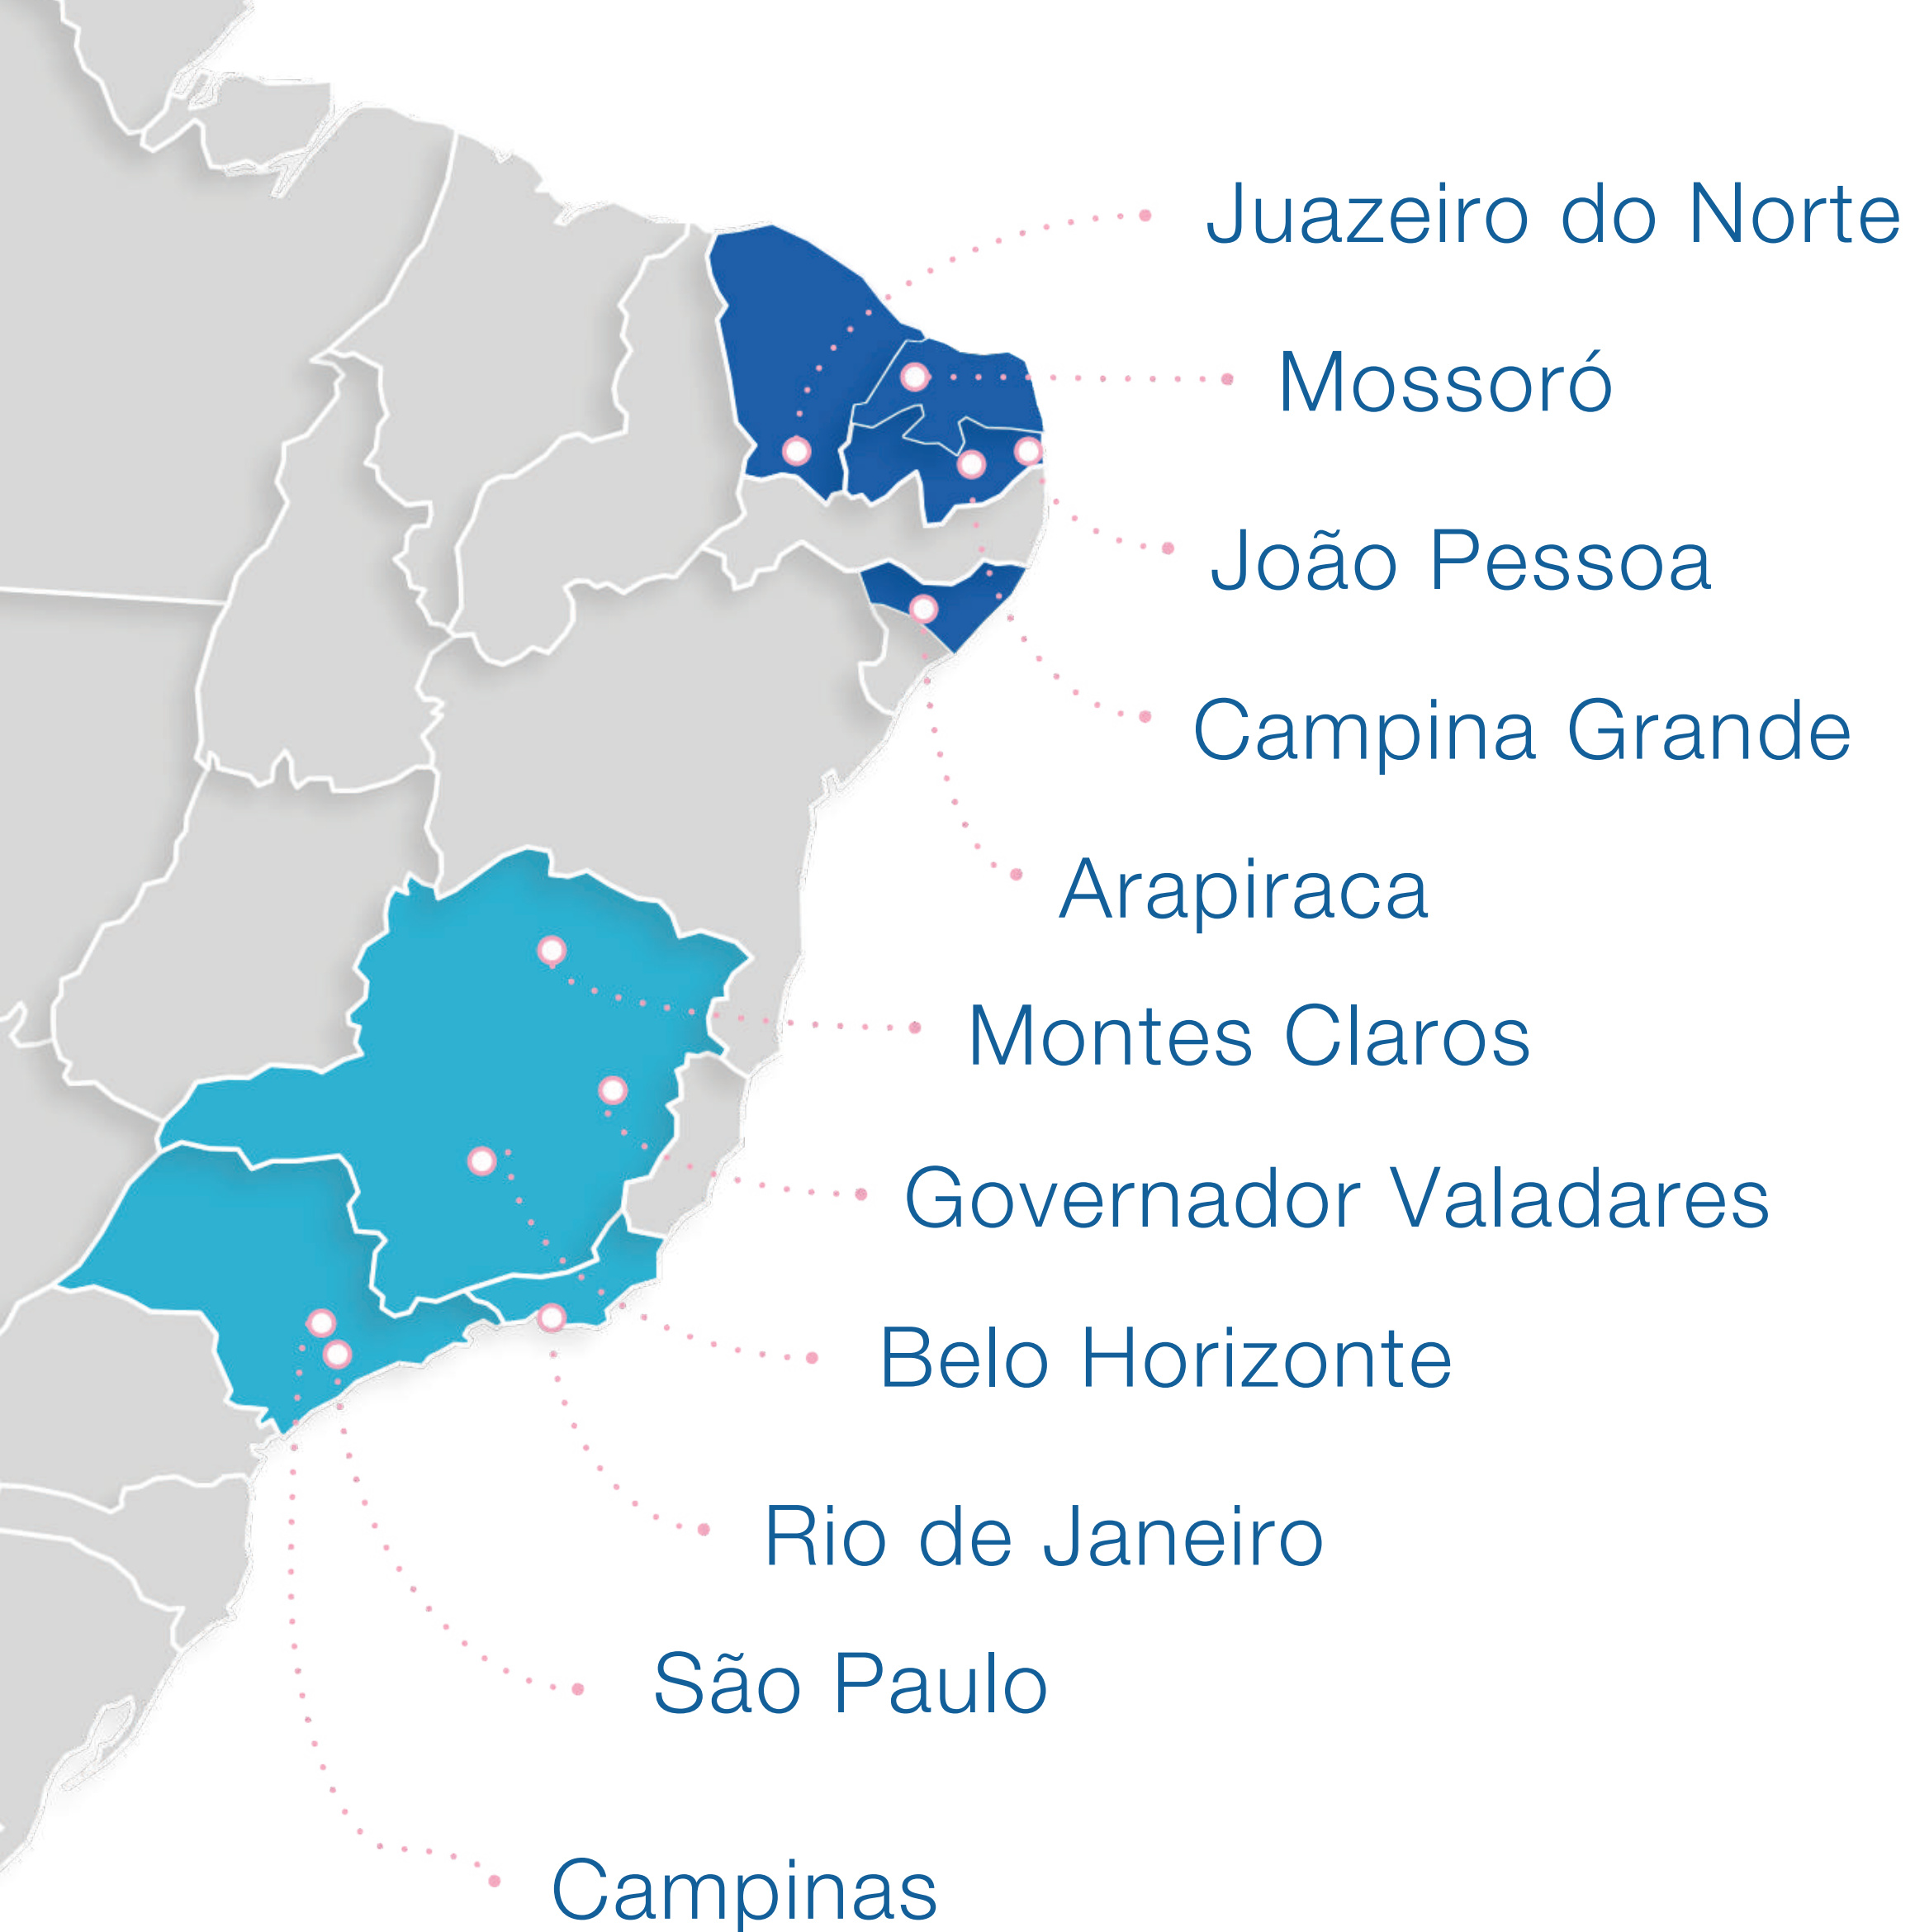 Juazeiro do Norte
Mossoró
João Pessoa
Campina Grande
Arapiraca
Montes Claros
Governador Valadares
Belo Horizonte
Rio de Janeiro
São Paulo
Campinas